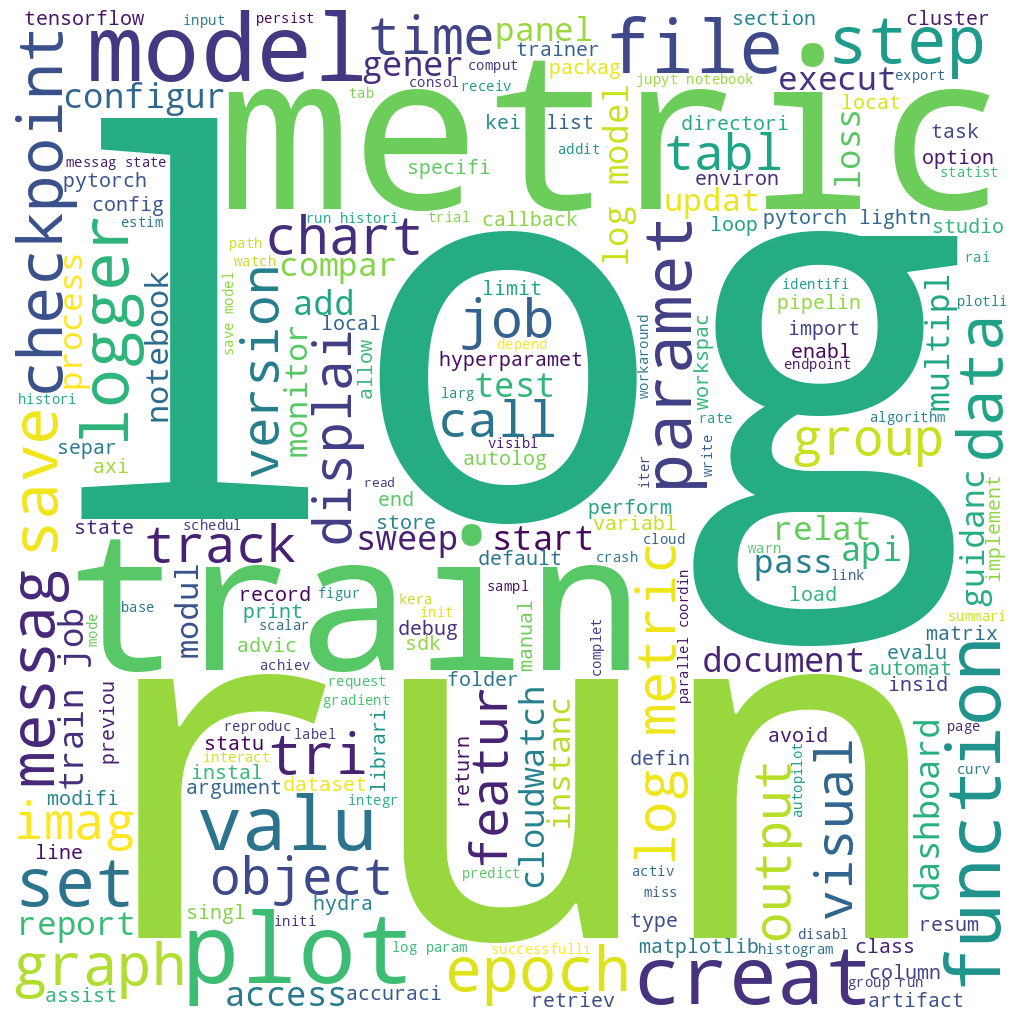 tensorflow
input
persist
model
time
panel
trainer
gener
consol
comput
receiv
packag
file
section
step
cluster
execut
export
configur
tab
metric
jupyt notebook
locat
checkpoint
messag state
pytorch
config
estim
logger
process
notebook
kei
list
specifi
addit
log model
directori
tabl
environ
updat
loss
option
task
statist
run histori
trial
callback
chart
compar
path
watch
save model
version
add
monitor
local
displai
allow
log
limit
job
depend
hyperparamet
larg
test
call
visibl
autolog
loop
pytorch lightn
studio
rai
paramet
workaround
workspac
identifi
pipelin
import
enabl
endpoint
multipl
plotli
data
histori
save
separ
axi
read
end
store
state
schedul
track
sweep
start
default
perform
variabl
iter
write
rate
algorithm
group
guidanc
implement
relat
pass
api
warn
link
load
cloud
crash
messag
train job
previou
mode
base
modul
train
record
print
advic
achiev
figur
scalar
kera
init
debug
sdk
sampl
manual
complet
log metric
parallel coordin
document
matrix
summari
evalu
automat
insid
function
request
gradient
folder
reproduc
label
statu
interact
tri
instal
argument
dataset
integr
librari
run
return
featur
cloudwatch
instanc
defin
avoid
autopilot
output
visual
dashboard
page
curv
modifi
imag
line
valu
set
object
predict
activ
miss
type
disabl
resum
report
singl
initi
hydra
plot
log param
successfulli
matplotlib
histogram
class
column
group run
graph
assist
access
accuraci
epoch
retriev
creat
artifact